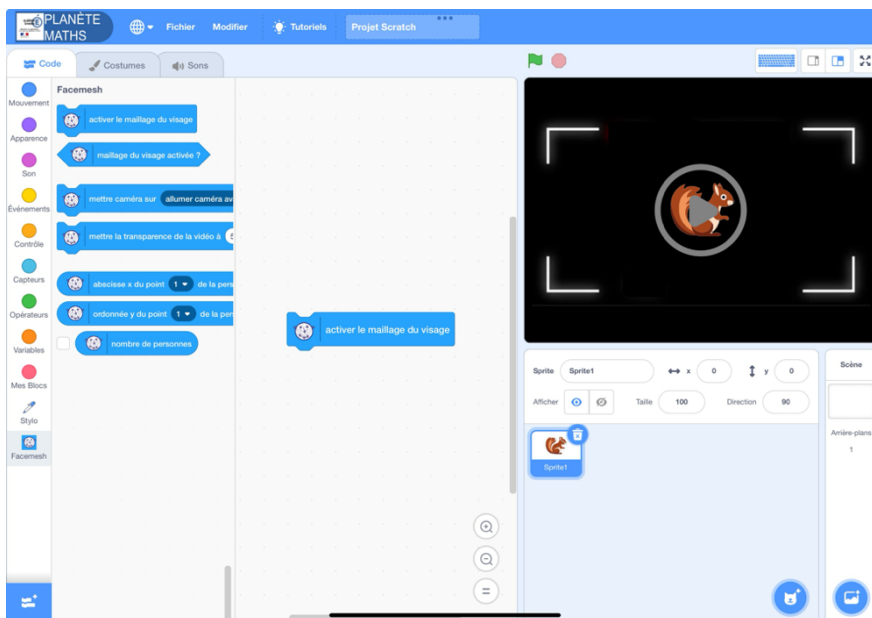 PLANÈTE
MATHS
Fichier
Modifier
Tutoriels
Projet Scratch
Code
Costumes
Sons
Mouvement
Apparence
Son
Événements
Contrôle
Capteurs
Opérateurs
Variables
Mes Blocs
Stylo
Facemesh
Facemesh
activer le maillage du visage
maillage du visage activée ?
mettre caméra sur allumer caméra av
mettre la transparence de la vidéo à
abscisse x du point 1 de la pers
ordonnée y du point 1 de la per
nombre de personnes
activer le maillage du visage
Sprite Sprite1 x 0 y 0
Afficher Taille 100 Direction 90
Sprite1
Scène
Arrière-plans
1